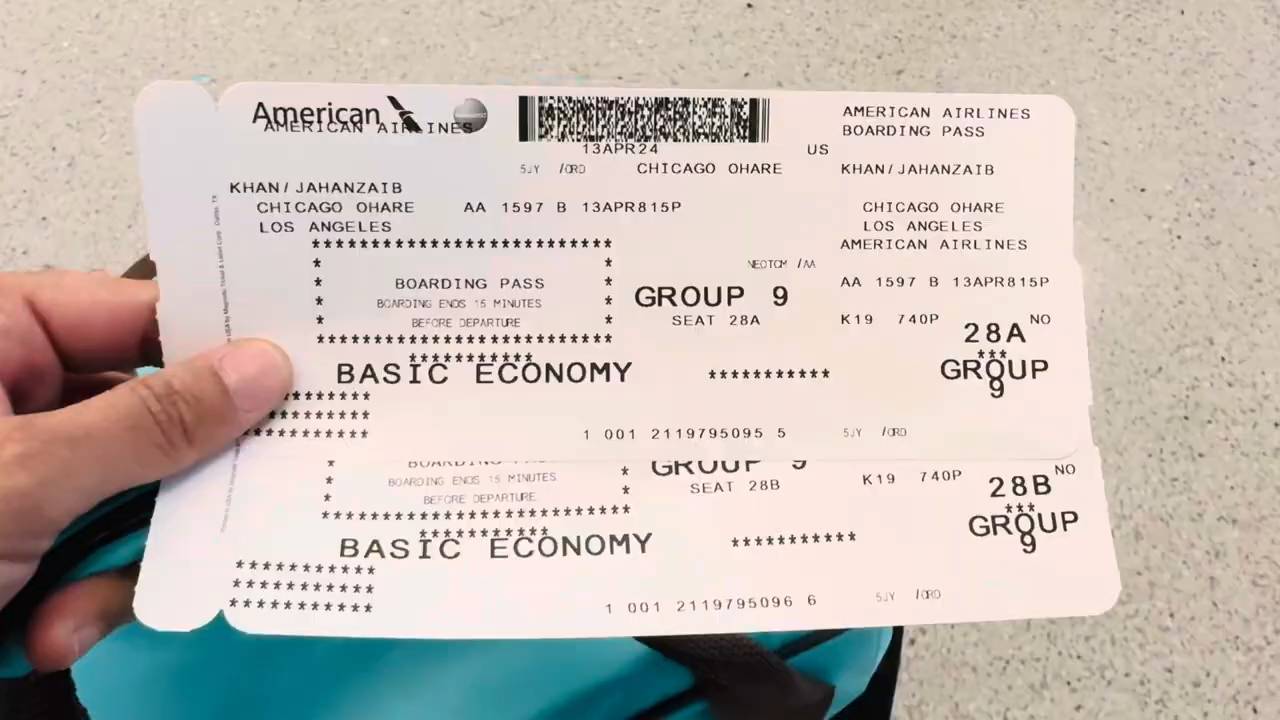 American
AMERICAN AIRLINES
13APR24 US
5JY /ORD CHICAGO OHARE
KHAN/JAHANZAIB
CHICAGO OHARE AA 1597 B 13APR815P
LOS ANGELES
********************************
* *
* BOARDING PASS *
* BOARDING ENDS 15 MINUTES *
* BEFORE DEPARTURE *
********************************
NEOTCM /AA
GROUP 9
SEAT 28A
*************
BASIC ECONOMY ***********
*********
**********
***********
1 001 2119795095 5 5JY /ORD
AMERICAN AIRLINES
BOARDING PASS
KHAN/JAHANZAIB
CHICAGO OHARE
LOS ANGELES
AMERICAN AIRLINES
AA 1597 B 13APR815P
K19 740P 28A NO
***
GROUP
9
* BOARDING PASS
* BOARDING ENDS 15 MINUTES *
* BEFORE DEPARTURE *
*********************************
GROUP 9
SEAT 28B
**************
BASIC ECONOMY ***********
************
************
************
1 001 2119795096 6 5JY /ORD
K19 740P 28B NO
***
GROUP
9